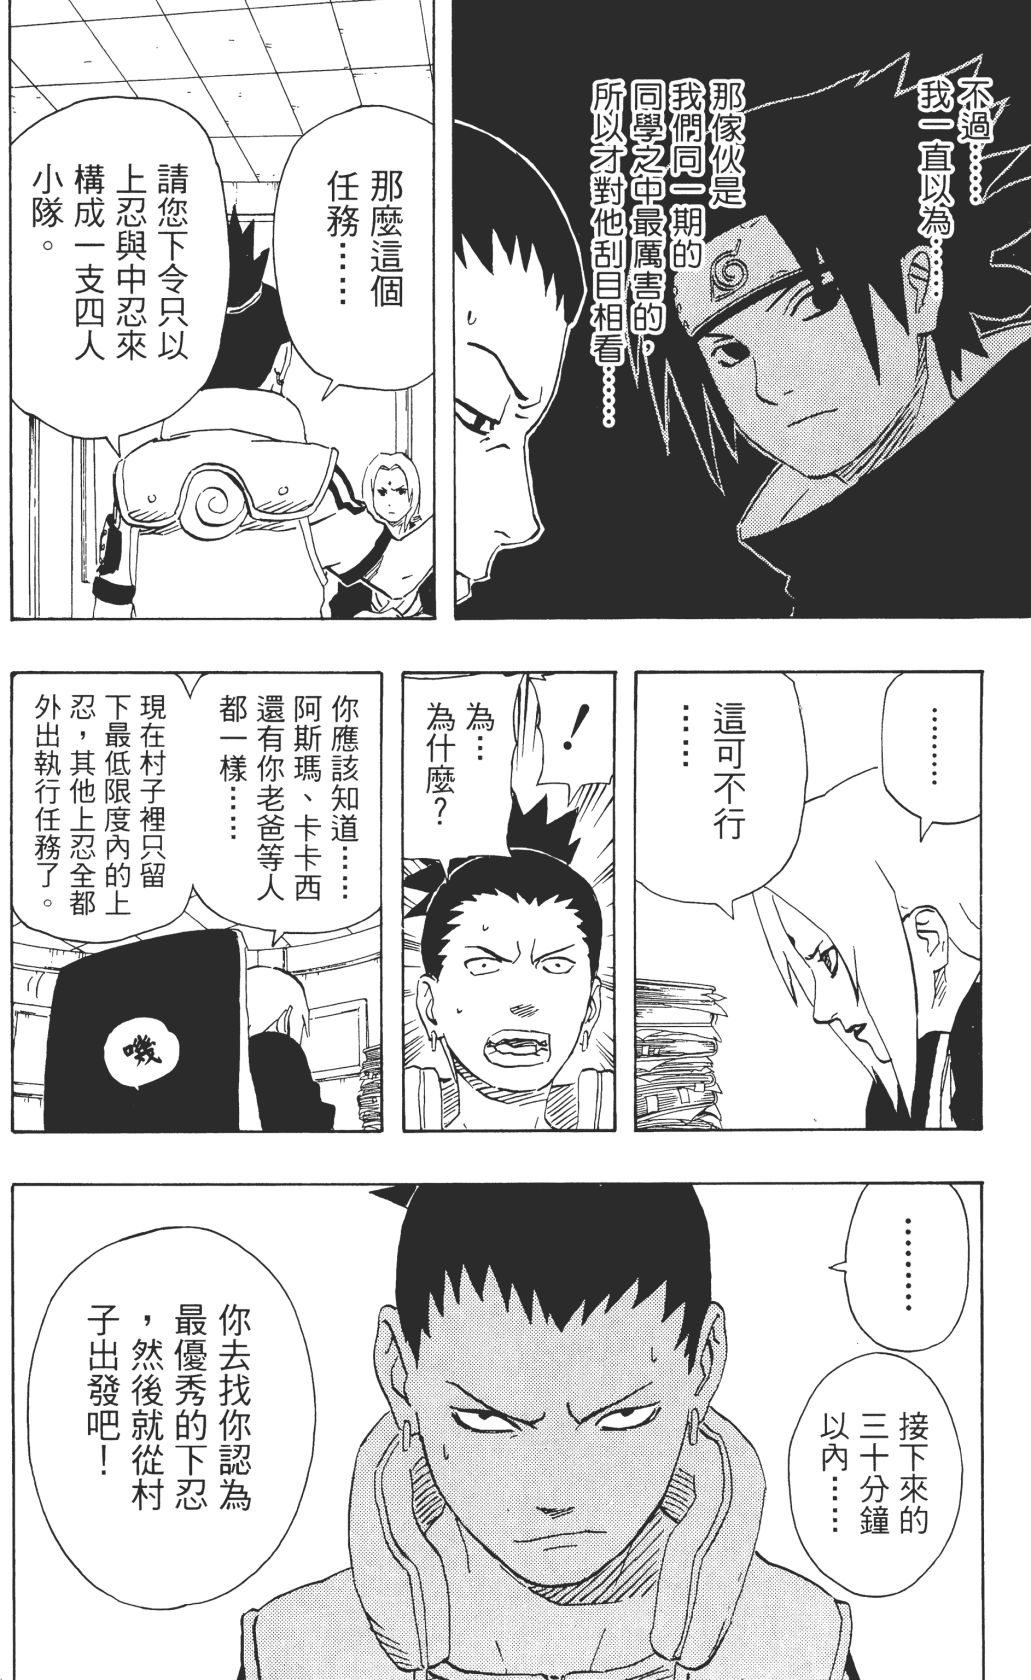 不過……
我一直以為……
那傢伙是
我們同一期的
同學之中最厲害的，
所以才對他刮目相看……
那麼這個
任務……
請您下令只以
上忍與中忍來
構成一支四人
小隊。
………
這可不行
……
！
為…
為什麼？
你應該知道……
阿斯瑪、卡卡西
還有你老爸等人
都一樣……
現在村子裡只留
下最低限度內的上
忍，其他上忍全都
外出執行任務了。
嘰
………
接下來的
三十分鐘
以內……
你去找你認為
最優秀的下忍
，然後就從村
子出發吧！